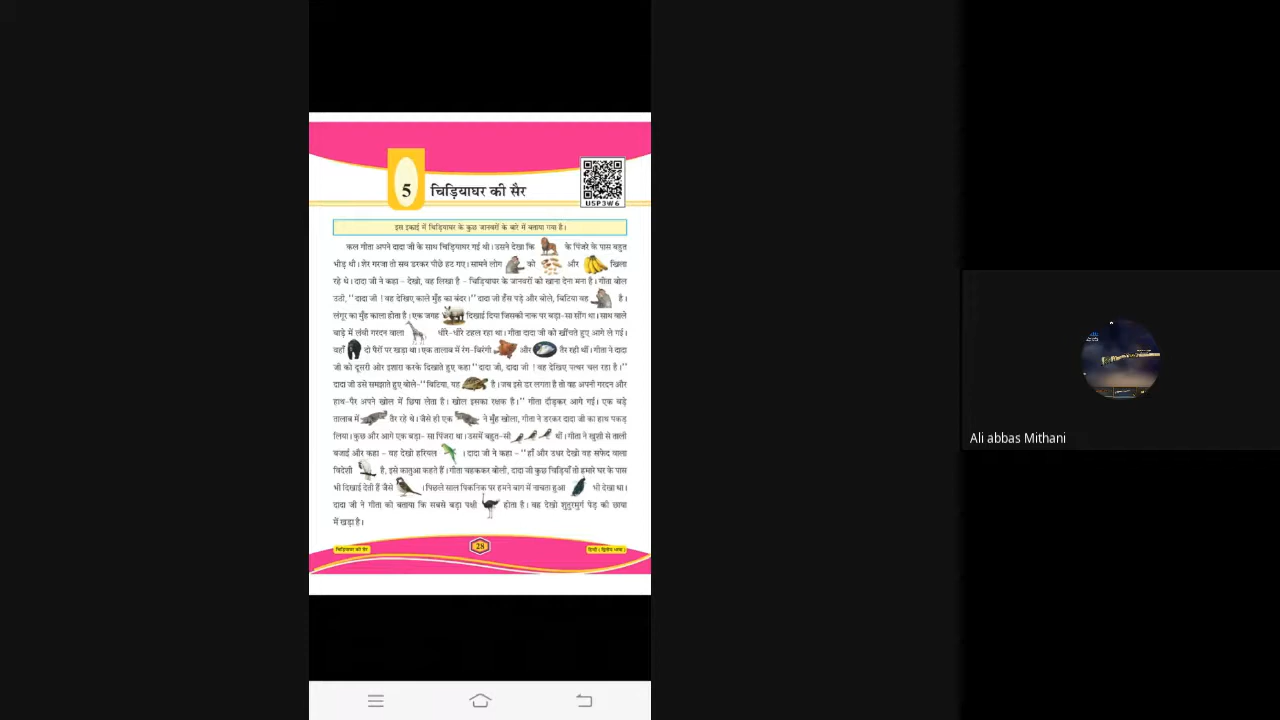 5
चिड़ियाघर की सैर
USP3W6
इस इकाई में चिड़ियाघर के कुछ जानवरों के बारे में बताया गया है।
कल गीता अपने दादा जी के साथ चिड़ियाघर गई थी। उसने देखा कि के पिंजरे के पास बहुत
भीड़ थी। शेर गरजा तो सब डरकर पीछे हट गए। सामने लोग को और खिला
रहे थे। दादा जी ने कहा - देखो, वह लिखा है - चिड़ियाघर के जानवरों को खाना देना मना है। गीता बोल
उठी, ''दादा जी ! वह देखिए काले मुँह का बंदर।'' दादा जी हँस पड़े और बोले, बिटिया वह है।
लंगूर का मुँह काला होता है। एक जगह दिखाई दिया जिसकी नाक पर बड़ा-सा सींग था। साथ वाले
बाड़े में लंबी गरदन वाला धीरे-धीरे टहल रहा था। गीता दादा जी को खींचते हुए आगे ले गई।
वहाँ दो पैरों पर खड़ा था। एक तालाब में रंग-बिरंगी और तैर रही थीं। गीता ने दादा
जी को दूसरी ओर इशारा करके दिखाते हुए कहा ''दादा जी, दादा जी ! वह देखिए पत्थर चल रहा है।''
दादा जी उसे समझाते हुए बोले-''बिटिया, यह है। जब इसे डर लगता है तो वह अपनी गरदन और
हाथ-पैर अपने खोल में छिपा लेता है। खोल इसका रक्षक है।'' गीता दौड़कर आगे गई। एक बड़े
तालाब में तैर रहे थे। जैसे ही एक ने मुँह खोला, गीता ने डरकर दादा जी का हाथ पकड़
लिया। कुछ और आगे एक बड़ा- सा पिंजरा था। उसमें बहुत-सी थीं। गीता ने खुशी से ताली
बजाई और कहा - वह देखो हरियल । दादा जी ने कहा - ''हाँ और उधर देखो वह सफेद वाला
विदेशी है, इसे कातुआ कहते हैं। गीता चहककर बोली, दादा जी कुछ चिड़ियाँ तो हमारे घर के पास
भी दिखाई देती हैं जैसे । पिछले साल पिकनिक पर हमने बाग में नाचता हुआ भी देखा था।
दादा जी ने गीता को बताया कि सबसे बड़ा पक्षी होता है। वह देखो शुतुरमुर्ग पेड़ की छाया
में खड़ा है।
चिड़ियाघर की सैर
28
हिन्दी ( द्वितीय भाषा )
Ali abbas Mithani